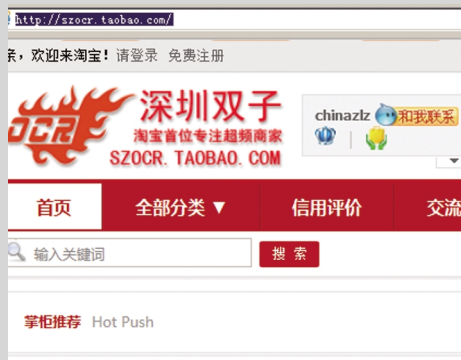 http://szocr.taobao.com/
亲，欢迎来淘宝！请登录 免费注册
OCR
深圳双子
淘宝首位专注超频商家
SZOCR.TAOBAO.COM
chinazlz 和我联系
首页 全部分类 ▼ 信用评价 交流
输入关键词 搜 索
掌柜推荐 Hot Push